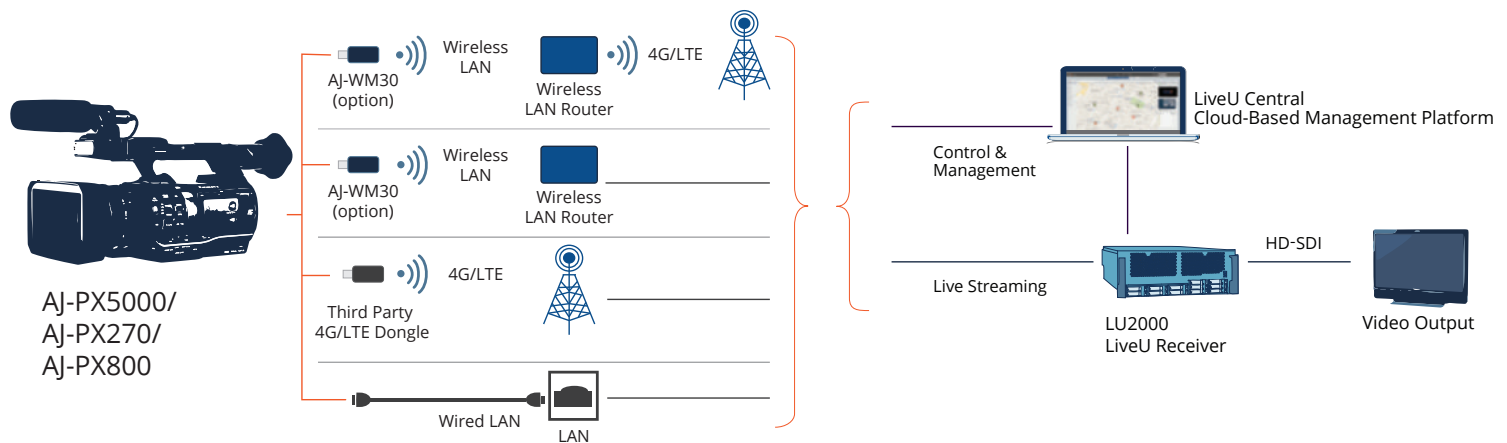 AJ-PX5000/
AJ-PX270/
AJ-PX800
AJ-WM30
(option)
Wireless
LAN
Wireless
LAN Router
4G/LTE
AJ-WM30
(option)
Wireless
LAN
Wireless
LAN Router
Third Party
4G/LTE Dongle
4G/LTE
Wired LAN
LAN
Control &
Management
LiveU Central
Cloud-Based Management Platform
Live Streaming
LU2000
LiveU Receiver
HD-SDI
Video Output